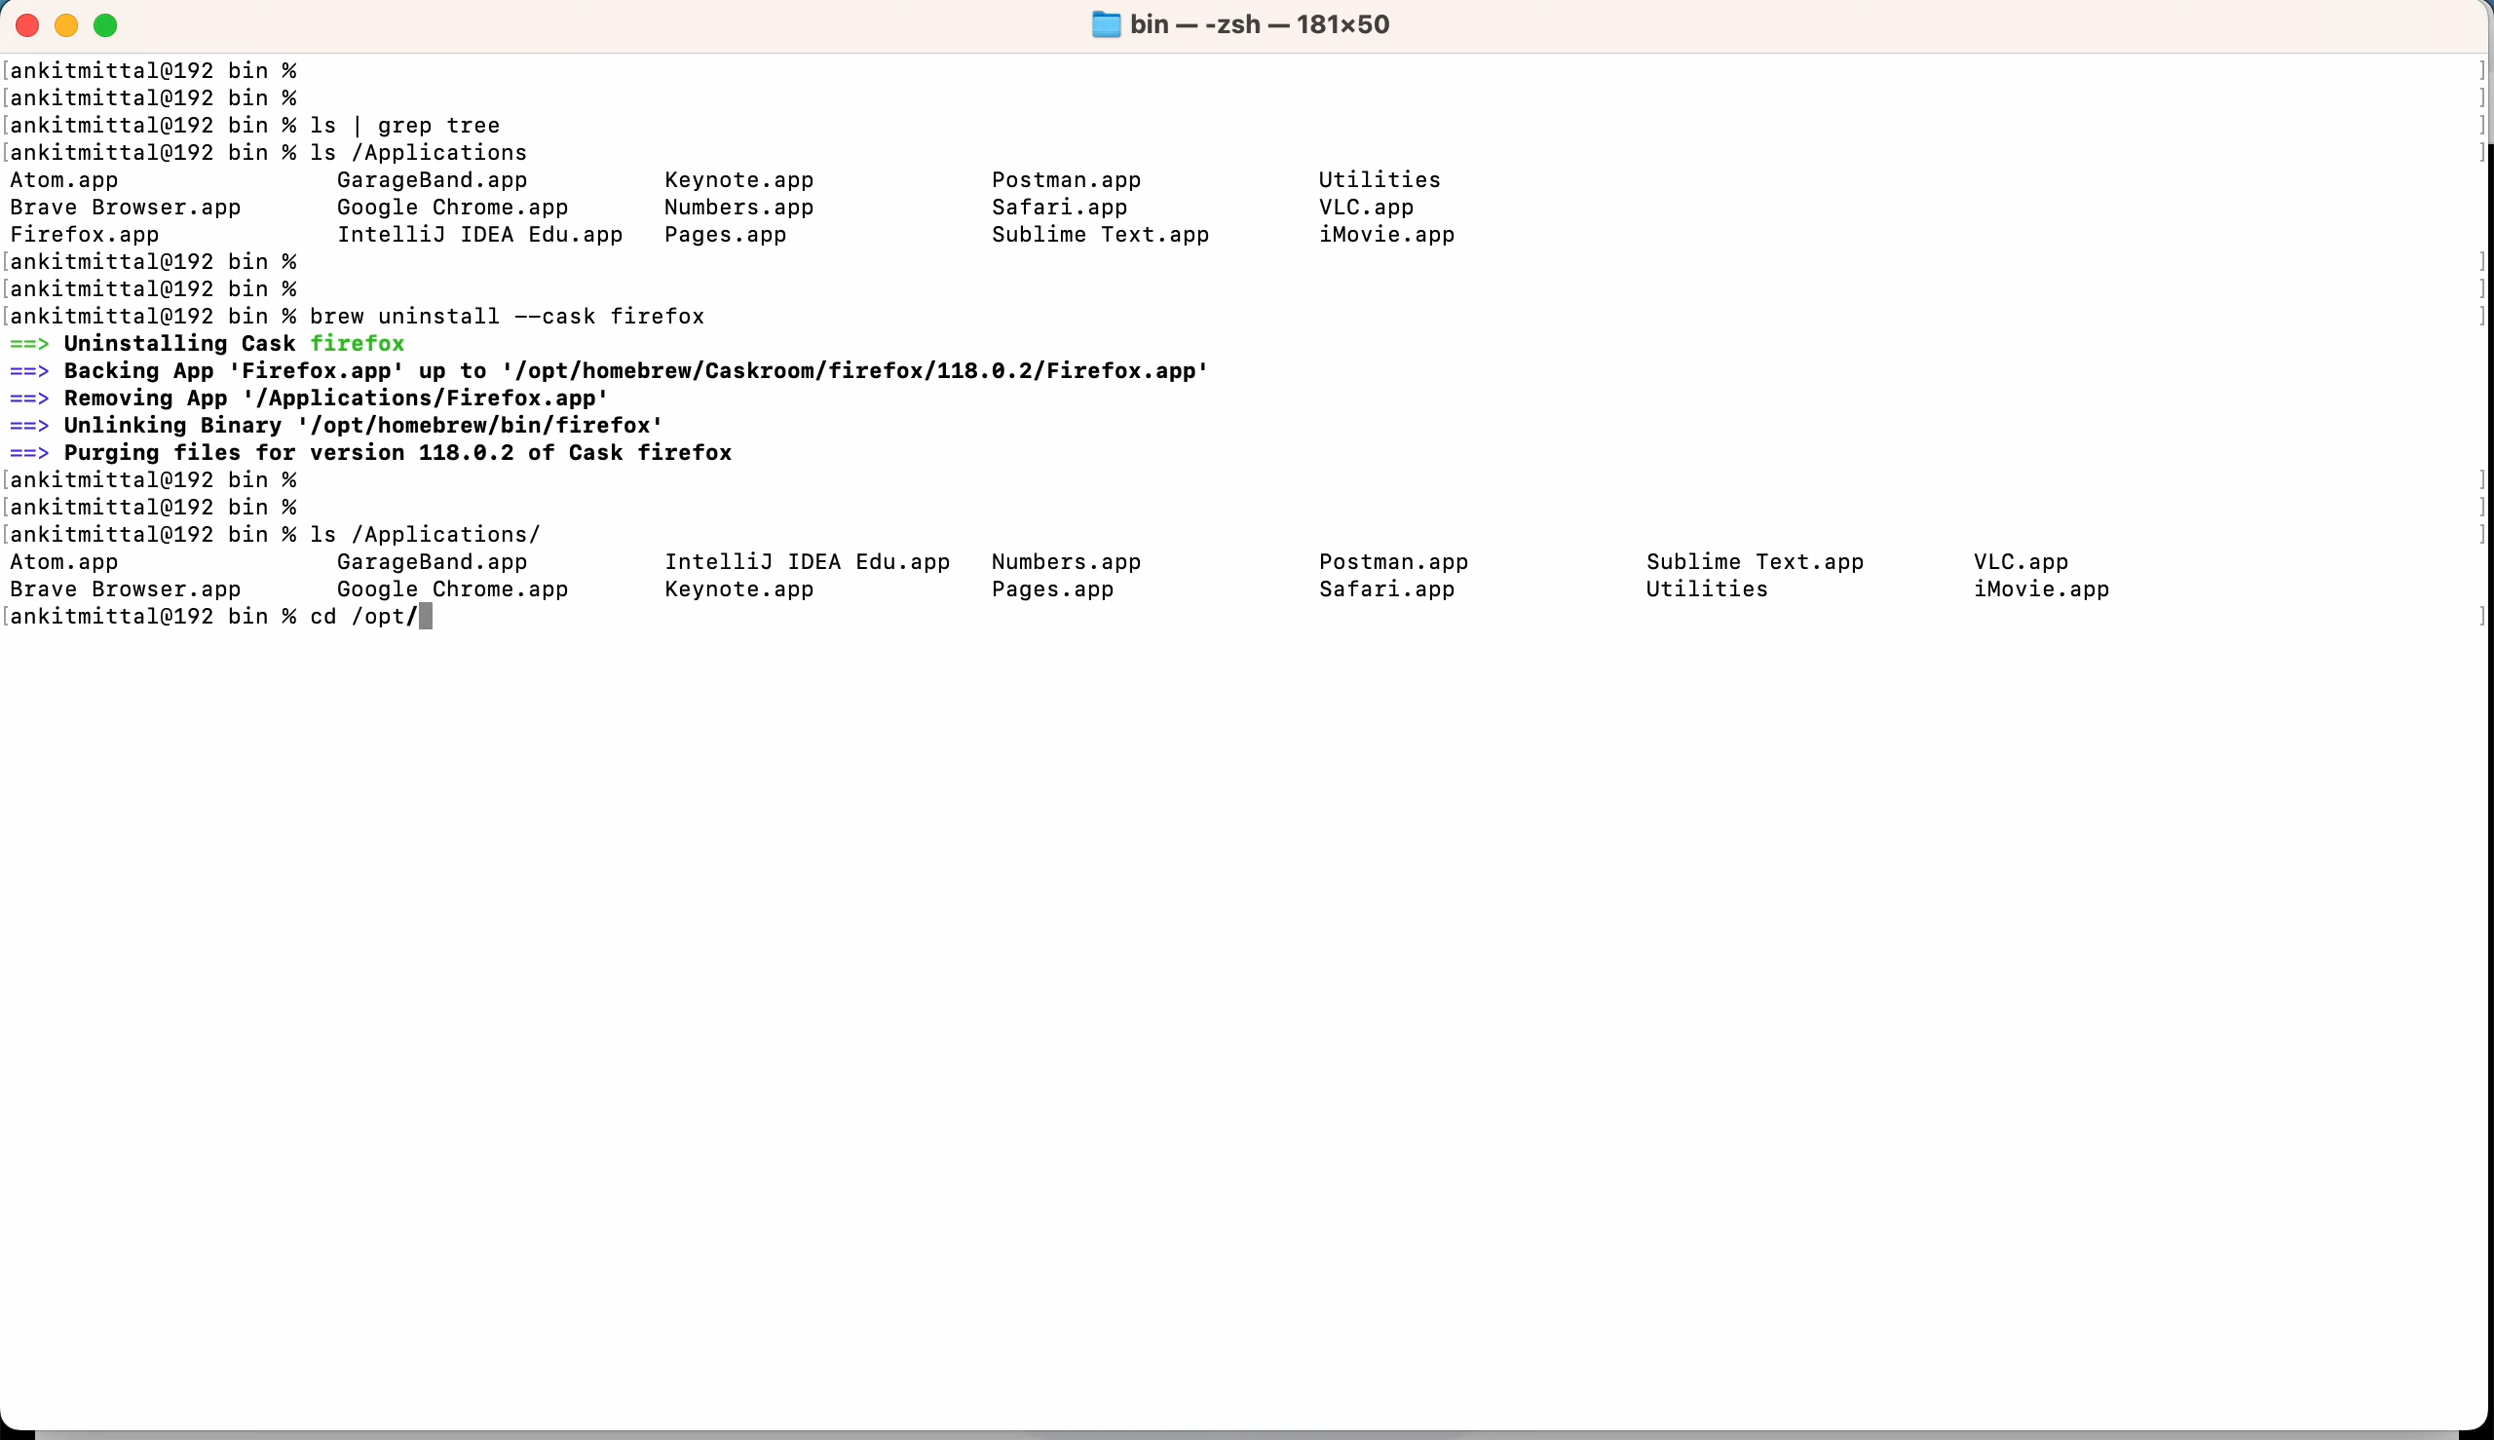 bin — -zsh — 181×50
[ankitmittal@192 bin % ]
[ankitmittal@192 bin % ]
[ankitmittal@192 bin % ls | grep tree ]
[ankitmittal@192 bin % ls /Applications ]
Atom.app GarageBand.app Keynote.app Postman.app Utilities
Brave Browser.app Google Chrome.app Numbers.app Safari.app VLC.app
Firefox.app IntelliJ IDEA Edu.app Pages.app Sublime Text.app iMovie.app
[ankitmittal@192 bin % ]
[ankitmittal@192 bin % ]
[ankitmittal@192 bin % brew uninstall --cask firefox ]
==> Uninstalling Cask firefox
==> Backing App 'Firefox.app' up to '/opt/homebrew/Caskroom/firefox/118.0.2/Firefox.app'
==> Removing App '/Applications/Firefox.app'
==> Unlinking Binary '/opt/homebrew/bin/firefox'
==> Purging files for version 118.0.2 of Cask firefox
[ankitmittal@192 bin % ]
[ankitmittal@192 bin % ]
[ankitmittal@192 bin % ls /Applications/ ]
Atom.app GarageBand.app IntelliJ IDEA Edu.app Numbers.app Postman.app Sublime Text.app VLC.app
Brave Browser.app Google Chrome.app Keynote.app Pages.app Safari.app Utilities iMovie.app
[ankitmittal@192 bin % cd /opt/ ]